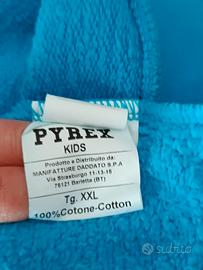 PYREX
KIDS
Prodotto e Distribuito da:
MANIFATTURE DADDATO S.P.A
Via Strasburgo 11-13-15
76121 Barletta (BT)
Tg. XXL
100%Cotone-Cotton
subito